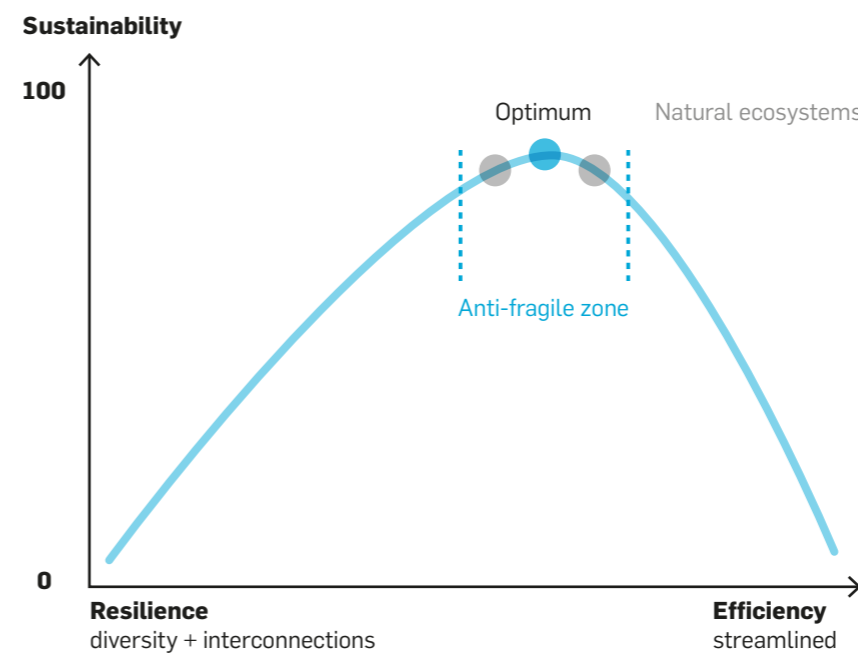 Sustainability
100
Optimum
Natural ecosystems
Anti-fragile zone
0
Resilience
diversity + interconnections
Efficiency
streamlined